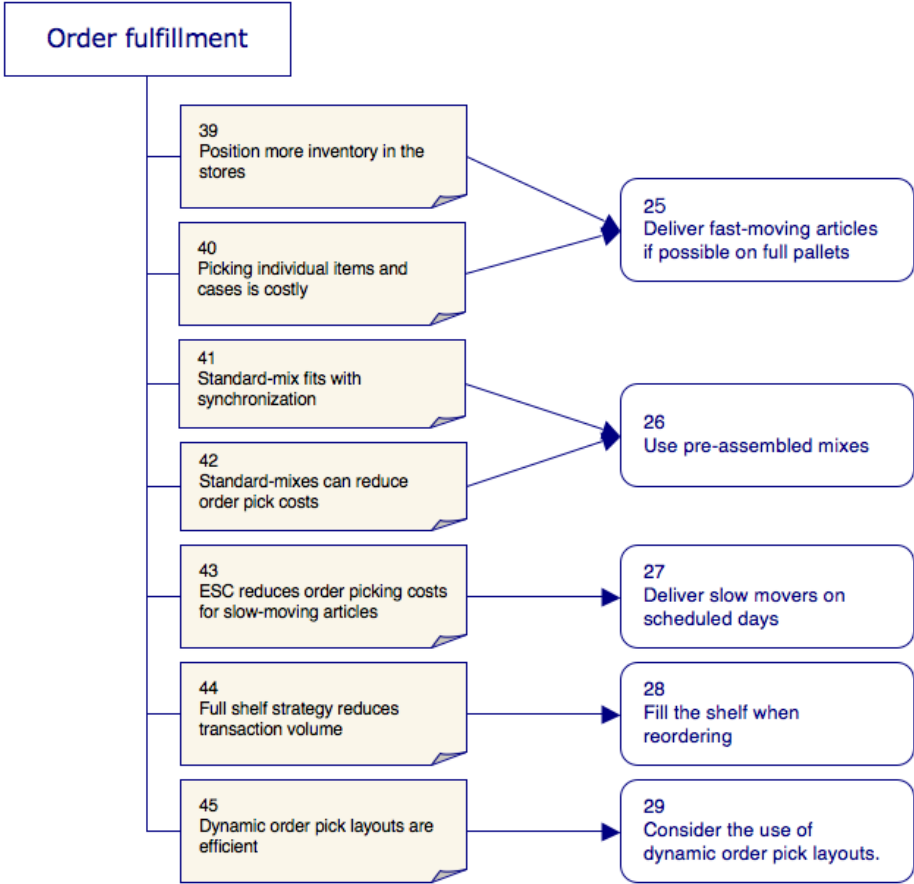 Order fulfillment
39
Position more inventory in the
stores
40
Picking individual items and
cases is costly
41
Standard-mix fits with
synchronization
42
Standard-mixes can reduce
order pick costs
43
ESC reduces order picking costs
for slow-moving articles
44
Full shelf strategy reduces
transaction volume
45
Dynamic order pick layouts are
efficient
25
Deliver fast-moving articles
if possible on full pallets
26
Use pre-assembled mixes
27
Deliver slow movers on
scheduled days
28
Fill the shelf when
reordering
29
Consider the use of
dynamic order pick layouts.